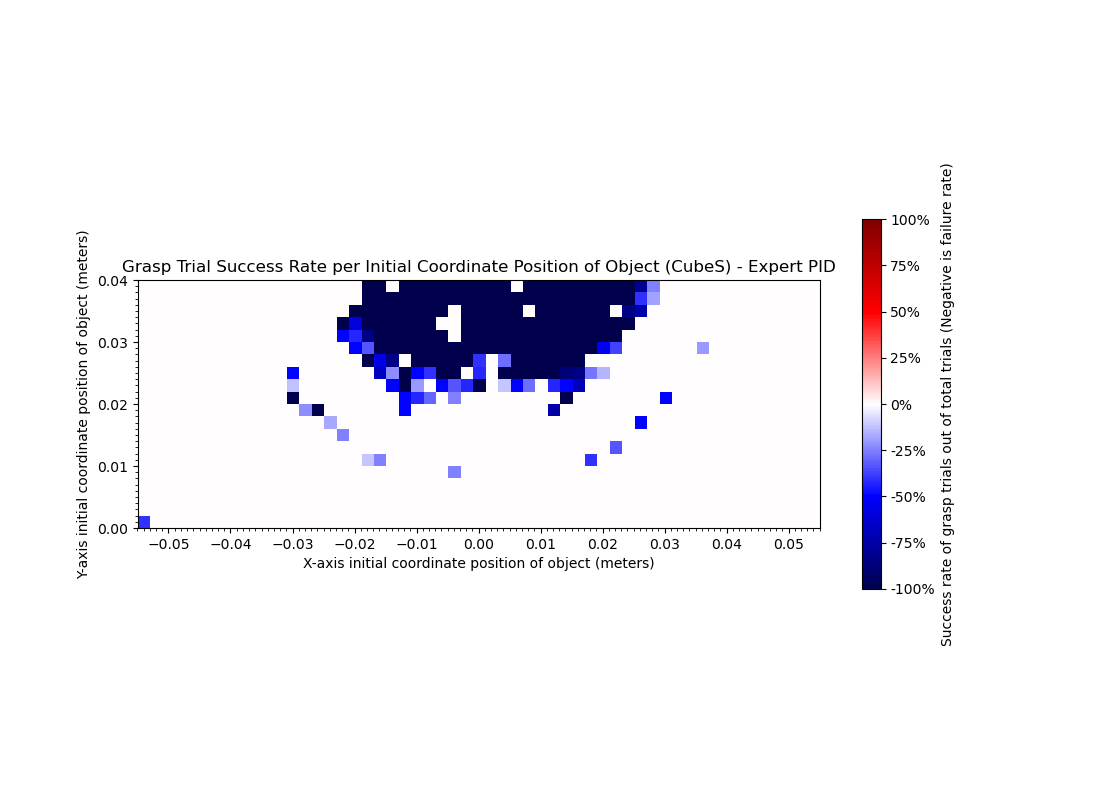 Grasp Trial Success Rate per Initial Coordinate Position of Object (CubeS) - Expert PID
Y-axis initial coordinate position of object (meters)
0.04
0.03
0.02
0.01
0.00
−0.05 −0.04 −0.03 −0.02 −0.01 0.00 0.01 0.02 0.03 0.04 0.05
X-axis initial coordinate position of object (meters)
100%
75%
50%
25%
0%
-25%
-50%
-75%
-100%
Success rate of grasp trials out of total trials (Negative is failure rate)